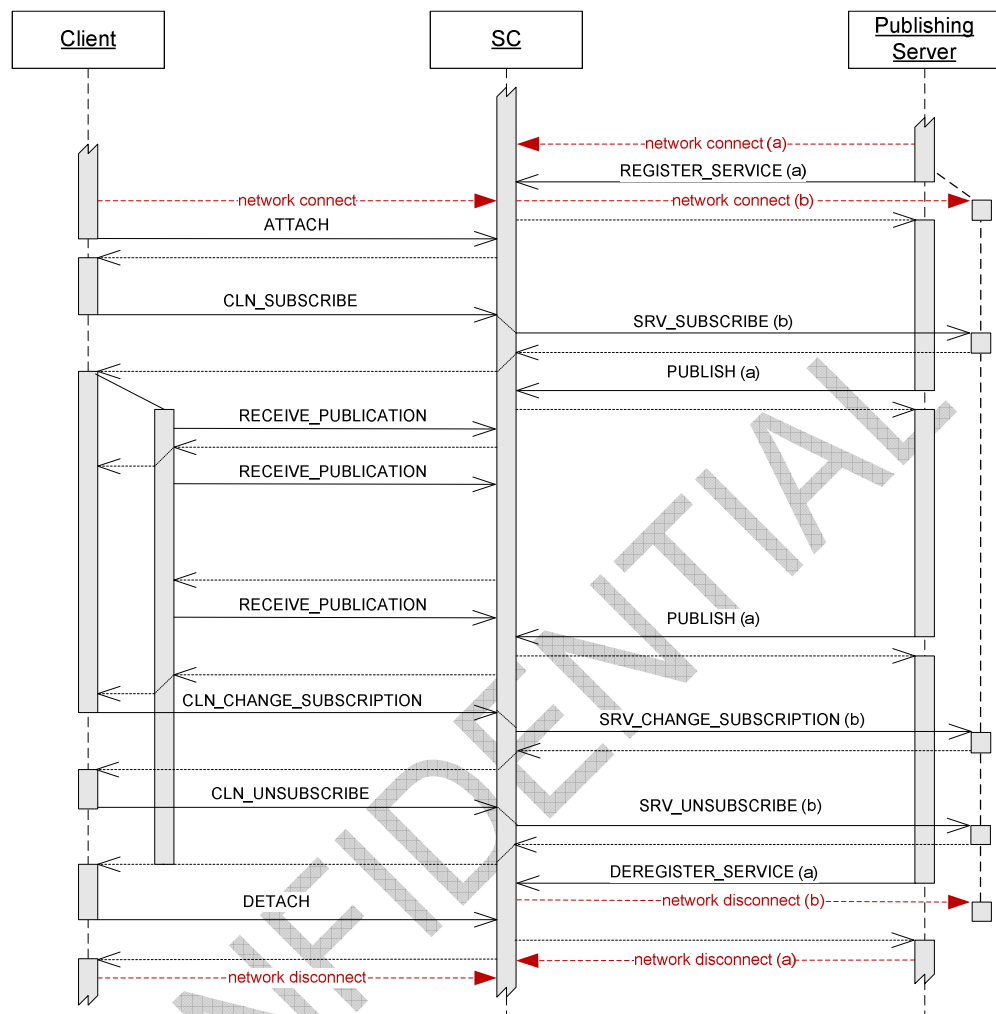 Client
SC
Publishing
Server
network connect (a)
REGISTER_SERVICE (a)
network connect
network connect (b)
ATTACH
CLN_SUBSCRIBE
SRV_SUBSCRIBE (b)
PUBLISH (a)
RECEIVE_PUBLICATION
RECEIVE_PUBLICATION
RECEIVE_PUBLICATION
PUBLISH (a)
CLN_CHANGE_SUBSCRIPTION
SRV_CHANGE_SUBSCRIPTION (b)
CLN_UNSUBSCRIBE
SRV_UNSUBSCRIBE (b)
DEREGISTER_SERVICE (a)
DETACH
network disconnect (b)
network disconnect (a)
network disconnect
NFIDENTIAL